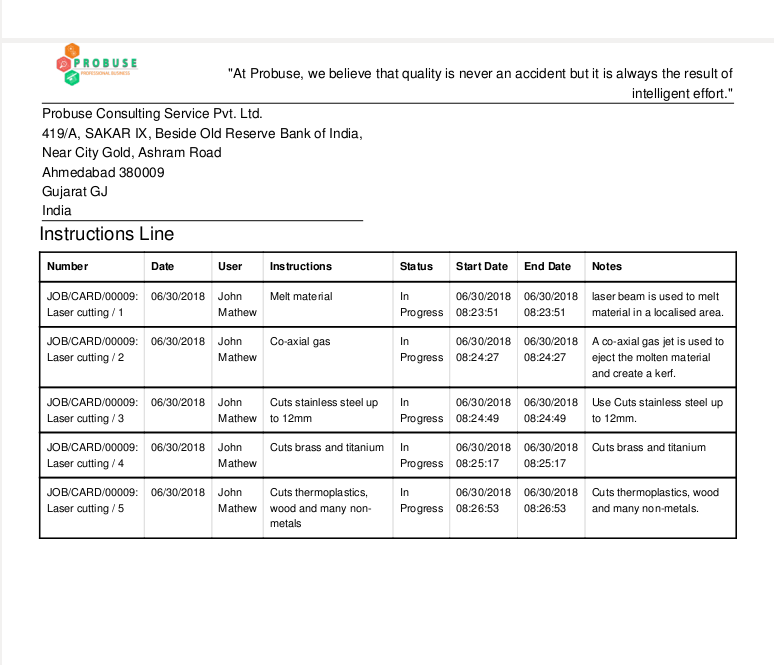 PROBUSE
PROFESSIONAL BUSINESS
"At Probuse, we believe that quality is never an accident but it is always the result of
intelligent effort."
Probuse Consulting Service Pvt. Ltd.
419/A, SAKAR IX, Beside Old Reserve Bank of India,
Near City Gold, Ashram Road
Ahmedabad 380009
Gujarat GJ
India
Instructions Line
Number Date User Instructions Status Start Date End Date Notes
JOB/CARD/00009: 06/30/2018 John Melt material In 06/30/2018 06/30/2018 laser beam is used to melt
Laser cutting / 1 Mathew Progress 08:23:51 08:23:51 material in a localised area.
JOB/CARD/00009: 06/30/2018 John Co-axial gas In 06/30/2018 06/30/2018 A co-axial gas jet is used to
Laser cutting / 2 Mathew Progress 08:24:27 08:24:27 eject the molten material
and create a kerf.
JOB/CARD/00009: 06/30/2018 John Cuts stainless steel up In 06/30/2018 06/30/2018 Use Cuts stainless steel up
Laser cutting / 3 Mathew to 12mm Progress 08:24:49 08:24:49 to 12mm.
JOB/CARD/00009: 06/30/2018 John Cuts brass and titanium In 06/30/2018 06/30/2018 Cuts brass and titanium
Laser cutting / 4 Mathew Progress 08:25:17 08:25:17
JOB/CARD/00009: 06/30/2018 John Cuts thermoplastics, In 06/30/2018 06/30/2018 Cuts thermoplastics, wood
Laser cutting / 5 Mathew wood and many non- Progress 08:26:53 08:26:53 and many non-metals.
metals